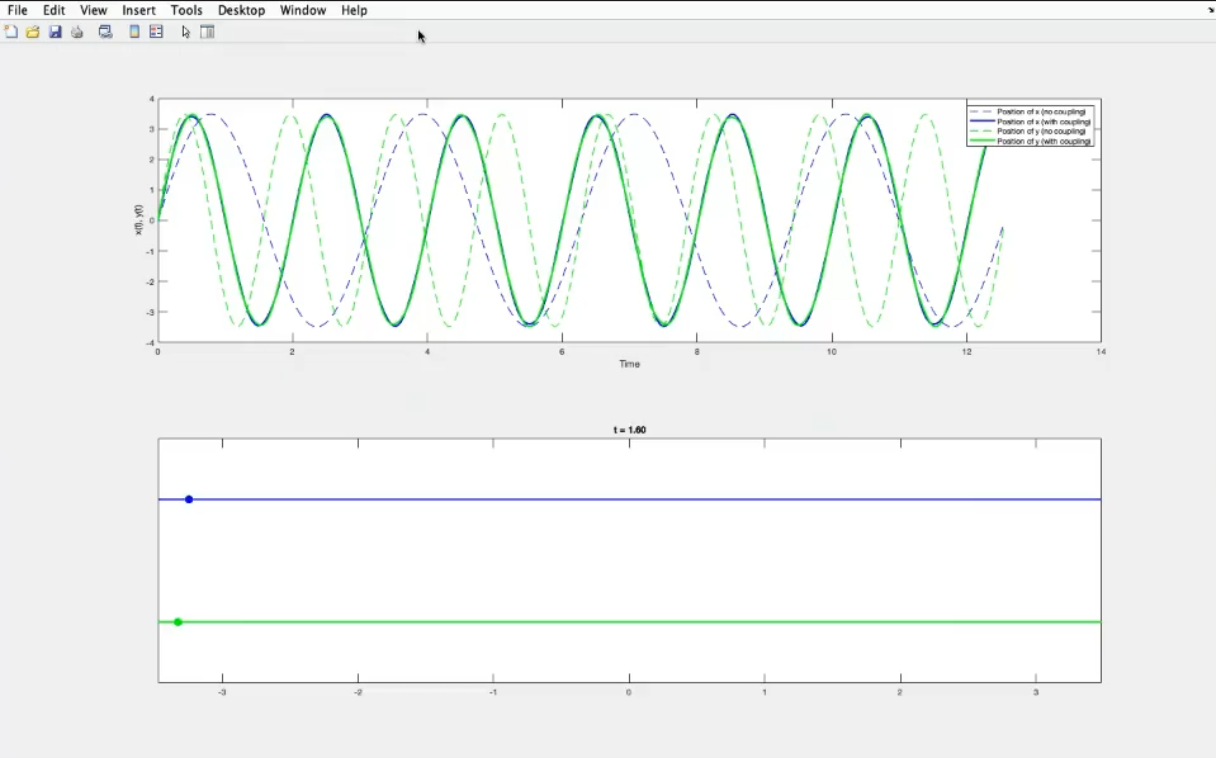 File Edit View Insert Tools Desktop Window Help
4
3
2
1
0
-1
-2
-3
-4
x(t), y(t)
Position of x (no coupling)
Position of x (with coupling)
Position of y (no coupling)
Position of y (with coupling)
0 2 4 6 8 10 12 14
Time
t = 1.60
-3 -2 -1 0 1 2 3